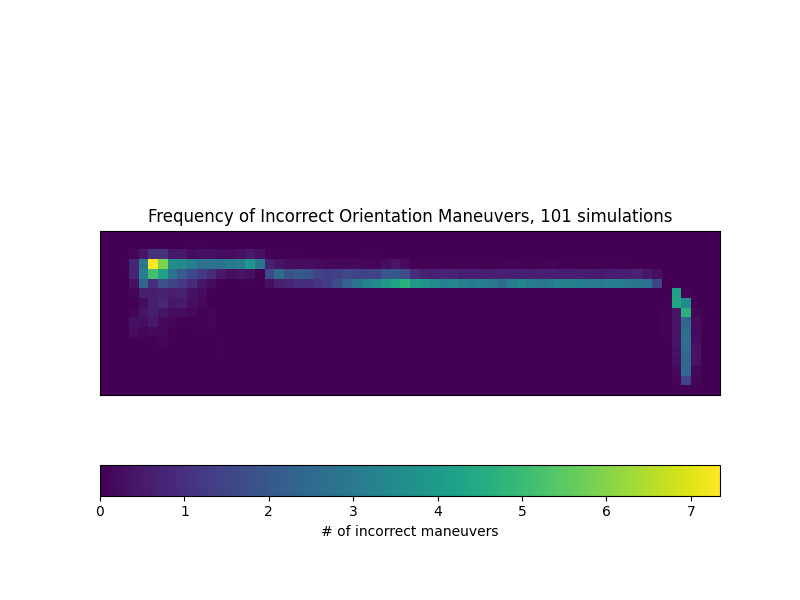 Frequency of Incorrect Orientation Maneuvers, 101 simulations
0 1 2 3 4 5 6 7
# of incorrect maneuvers